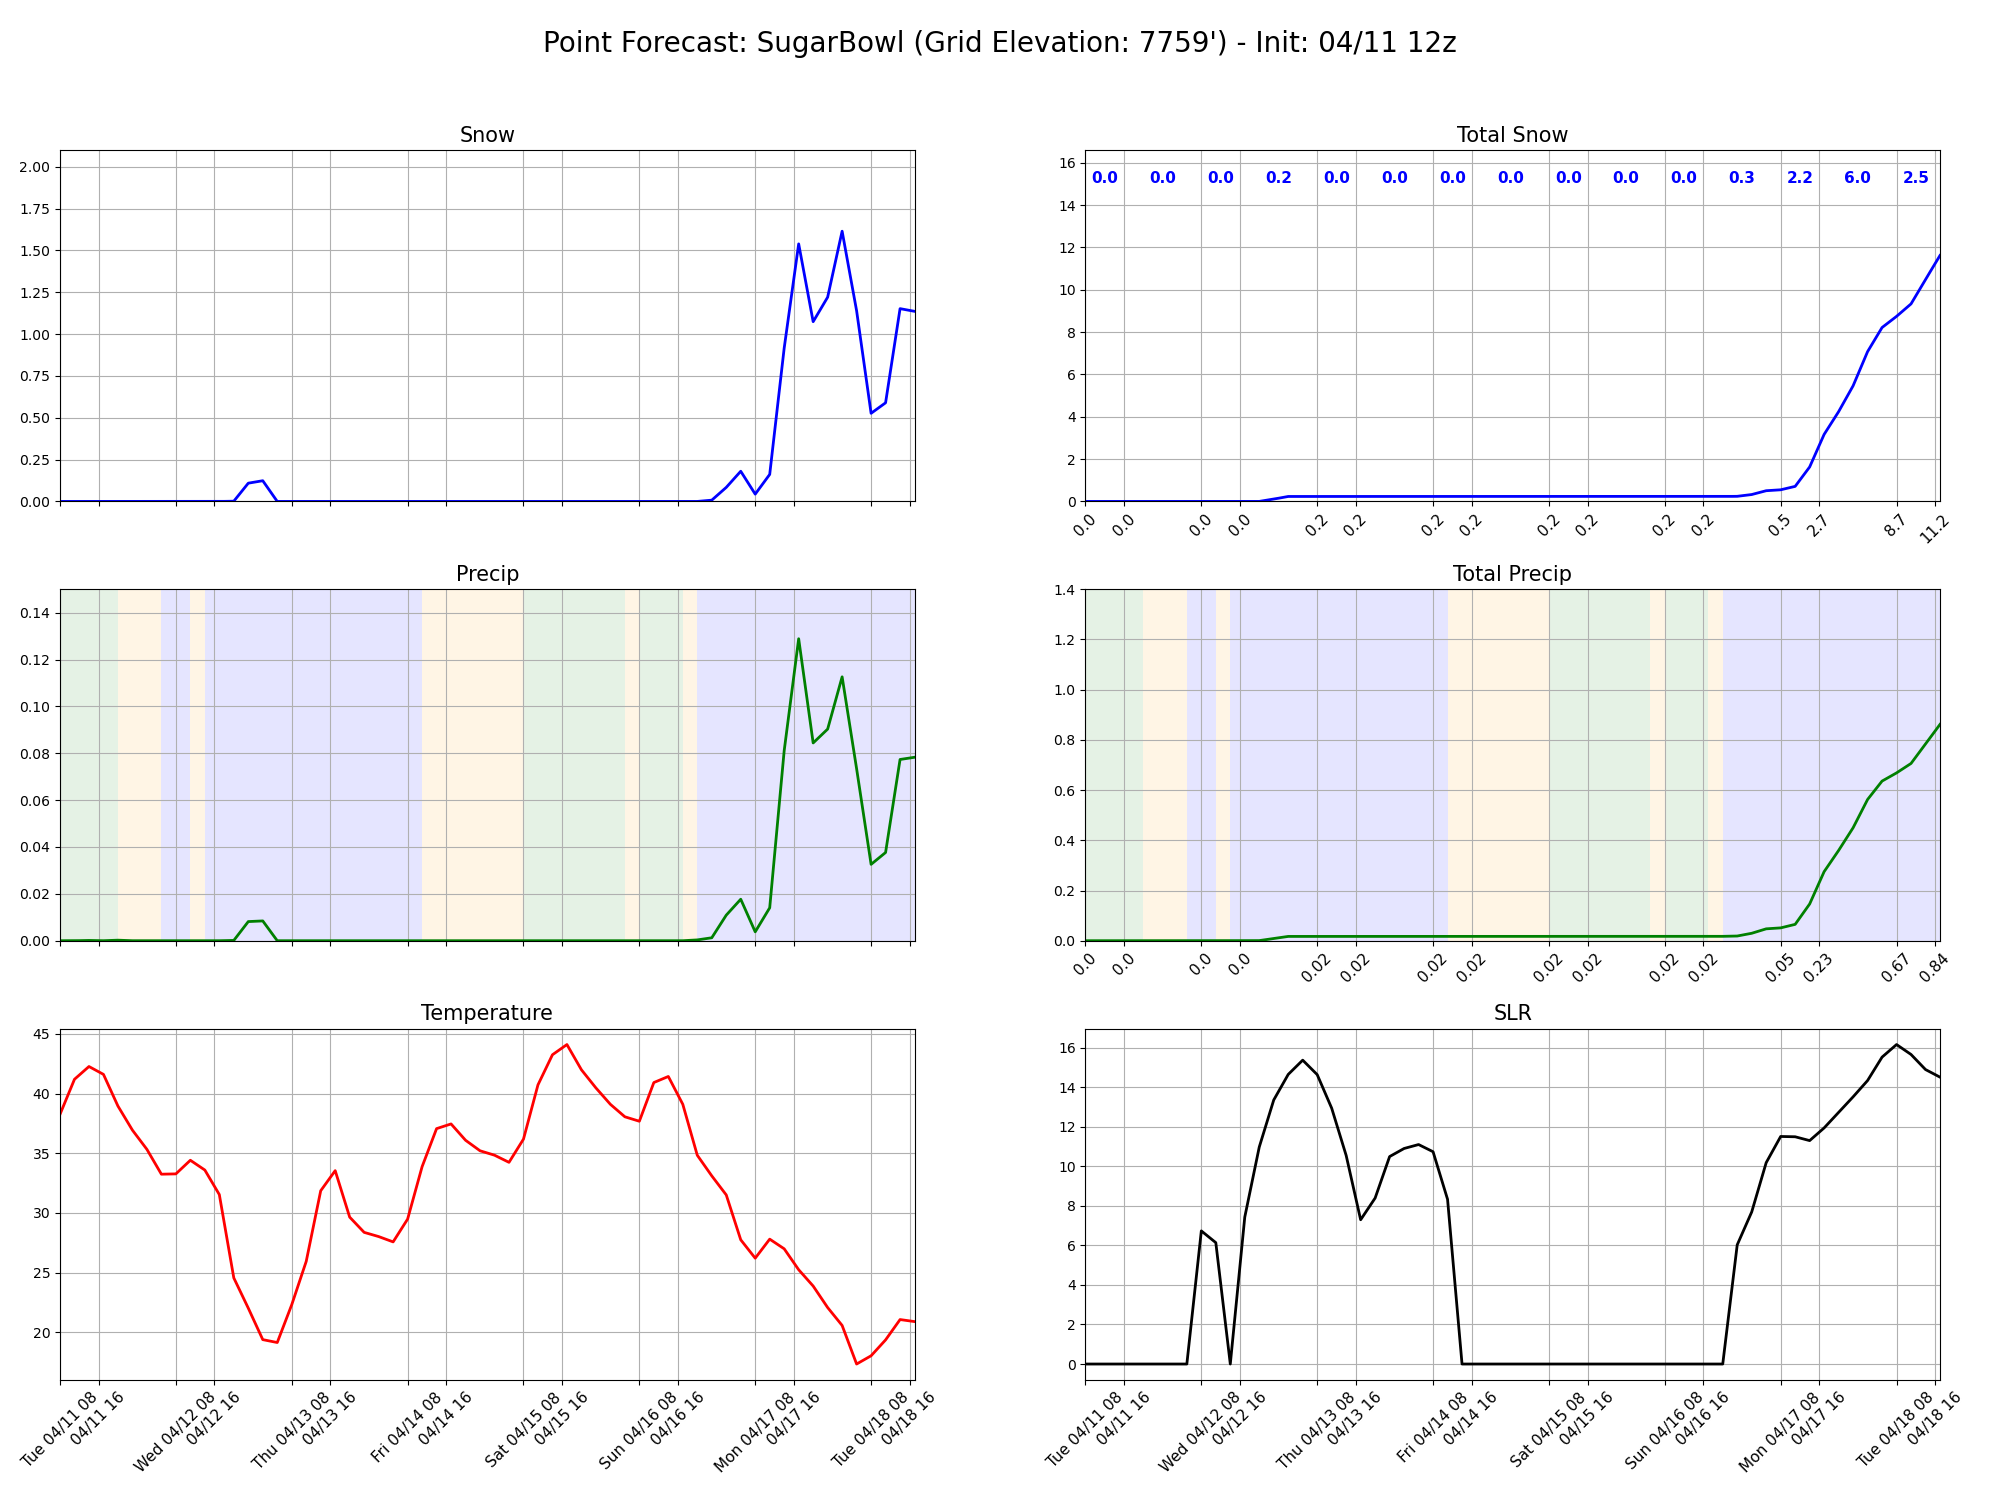 Point Forecast: SugarBowl (Grid Elevation: 7759') - Init: 04/11 12z
Snow
2.00
1.75
1.50
1.25
1.00
0.75
0.50
0.25
0.00
Total Snow
0.0 0.0 0.0 0.2 0.0 0.0 0.0 0.0 0.0 0.0 0.0 0.3 2.2 6.0 2.5
16
14
12
10
8
6
4
2
0
0.0 0.0 0.0 0.0 0.2 0.2 0.2 0.2 0.2 0.2 0.2 0.2 0.5 2.7 8.7 11.2
Precip
0.14
0.12
0.10
0.08
0.06
0.04
0.02
0.00
Total Precip
1.4
1.2
1.0
0.8
0.6
0.4
0.2
0.0
0.0 0.0 0.0 0.0 0.02 0.02 0.02 0.02 0.02 0.02 0.02 0.02 0.05 0.23 0.67 0.84
Temperature
45
40
35
30
25
20
Tue 04/11 08
04/11 16
Wed 04/12 08
04/12 16
Thu 04/13 08
04/13 16
Fri 04/14 08
04/14 16
Sat 04/15 08
04/15 16
Sun 04/16 08
04/16 16
Mon 04/17 08
04/17 16
Tue 04/18 08
04/18 16
SLR
16
14
12
10
8
6
4
2
0
Tue 04/11 08
04/11 16
Wed 04/12 08
04/12 16
Thu 04/13 08
04/13 16
Fri 04/14 08
04/14 16
Sat 04/15 08
04/15 16
Sun 04/16 08
04/16 16
Mon 04/17 08
04/17 16
Tue 04/18 08
04/18 16